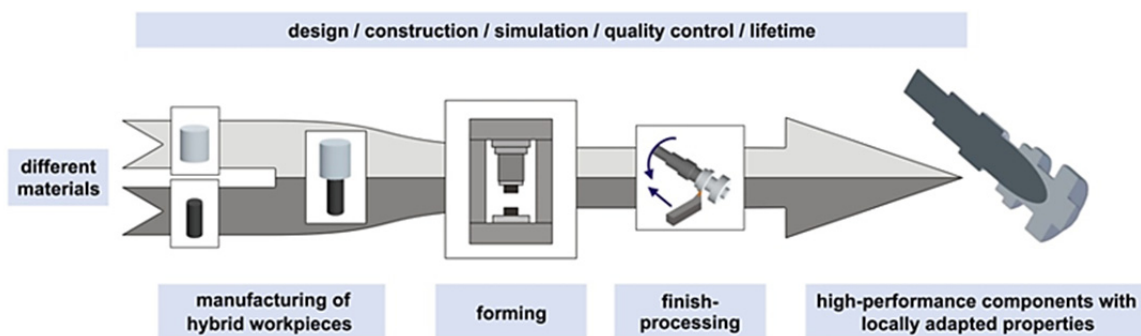 design / construction / simulation / quality control / lifetime
different
materials
manufacturing of
hybrid workpieces
forming
finish-
processing
high-performance components with
locally adapted properties